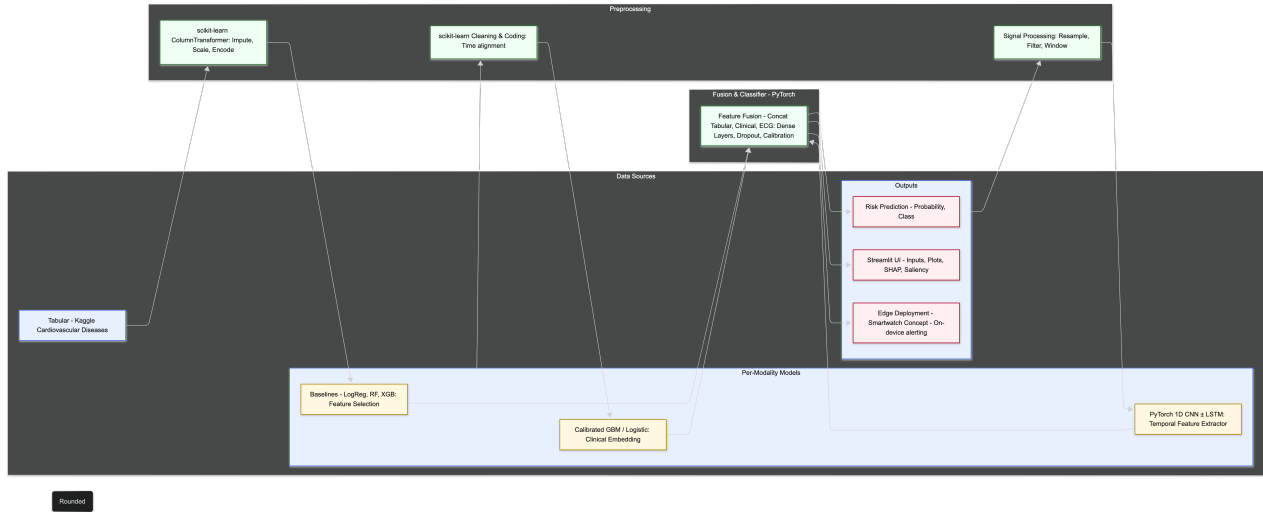 Preprocessing
scikit-learn
ColumnTransformer: Impute,
Scale, Encode
scikit-learn Cleaning & Coding:
Time alignment
Signal Processing: Resample,
Filter, Window
Fusion & Classifier - PyTorch
Feature Fusion - Concat
Tabular, Clinical, ECG: Dense
Layers, Dropout, Calibration
Data Sources
Outputs
Risk Prediction - Probability,
Class
Streamlit UI - Inputs, Plots,
SHAP, Saliency
Edge Deployment -
Smartwatch Concept - On-
device alerting
Tabular - Kaggle
Cardiovascular Diseases
Per-Modality Models
Baselines - LogReg, RF, XGB:
Feature Selection
Calibrated GBM / Logistic:
Clinical Embedding
PyTorch 1D CNN ± LSTM:
Temporal Feature Extractor
Rounded